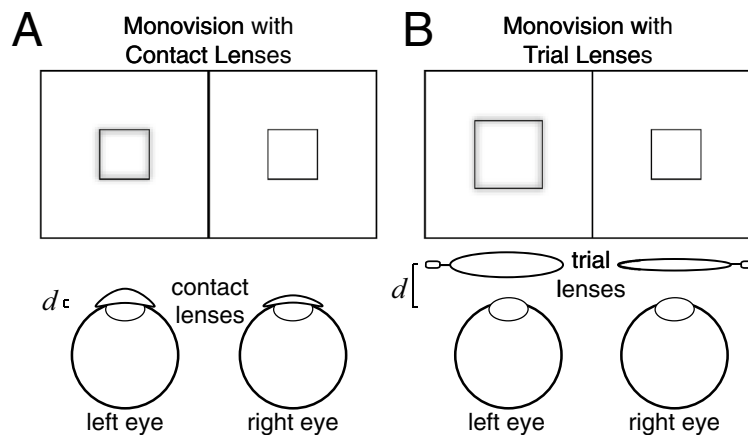 A
Monovision with
Contact Lenses
d
contact
lenses
left eye
right eye
B
Monovision with
Trial Lenses
d
trial
lenses
left eye
right eye